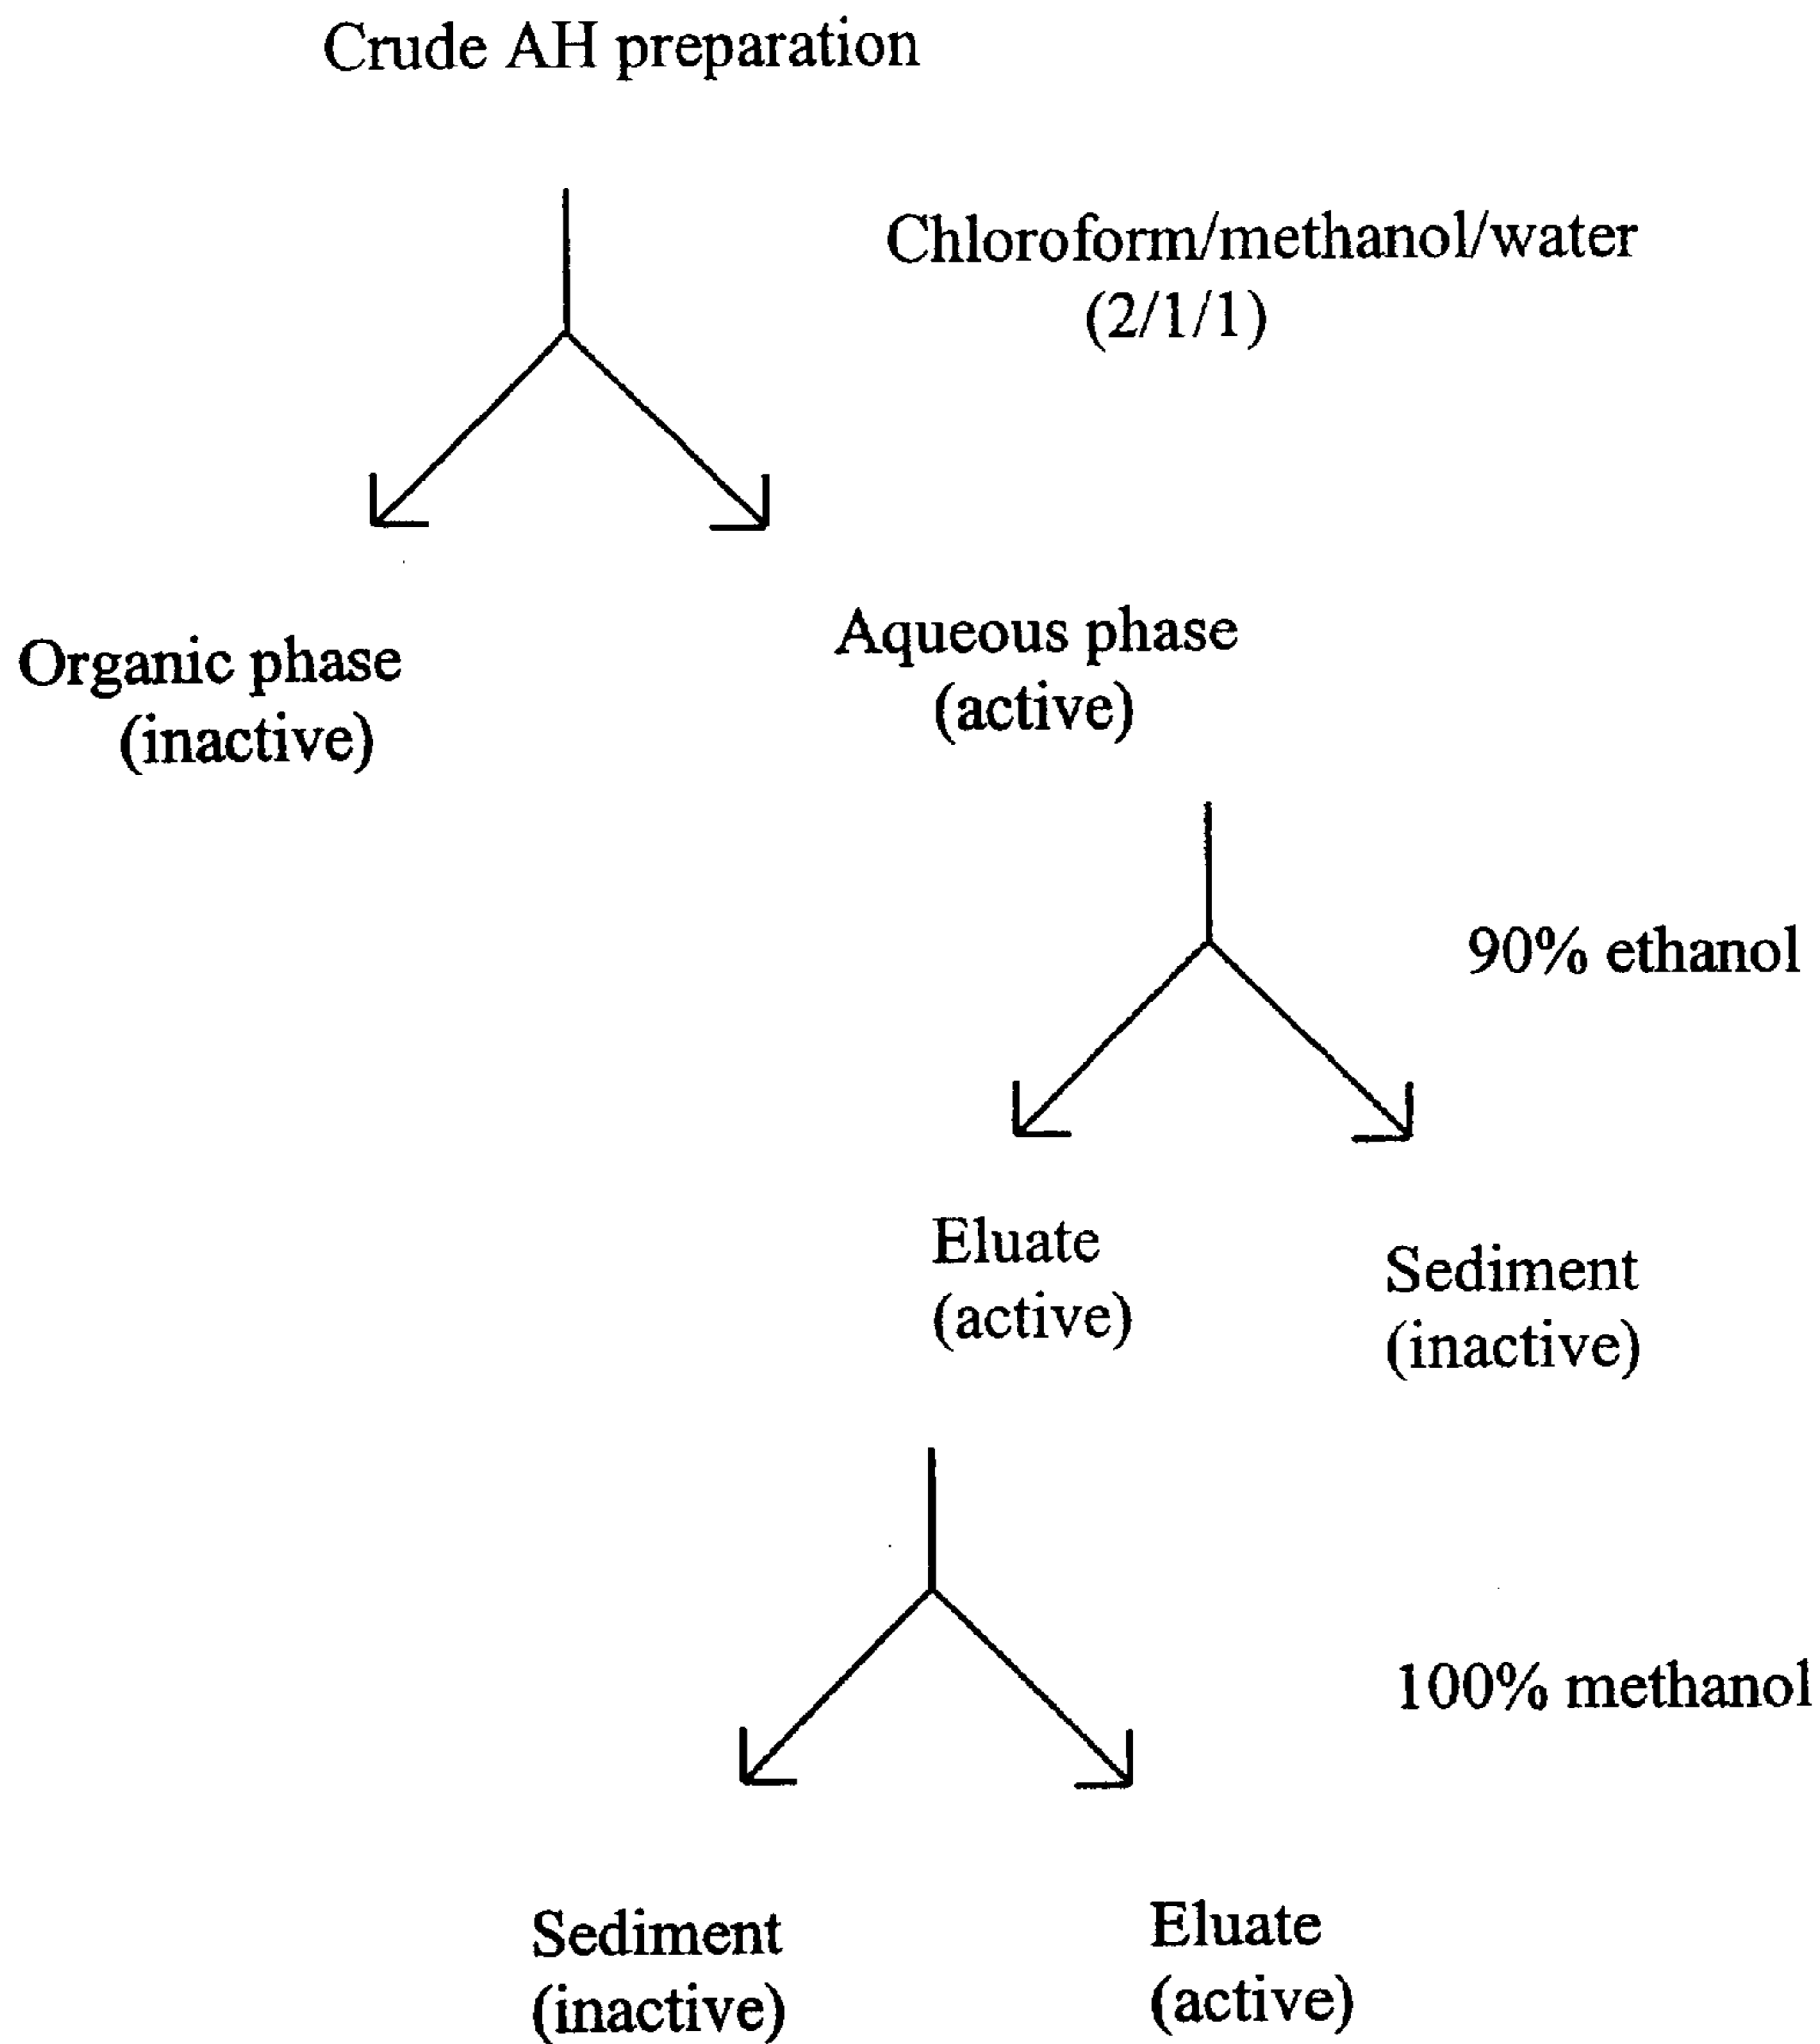 Crude AH preparation
Chloroform/methanol/water
(2/1/1)
Organic phase
(inactive)
Aqueous phase
(active)
90% ethanol
Eluate
(active)
Sediment
(inactive)
100% methanol
Sediment
(inactive)
Eluate
(active)